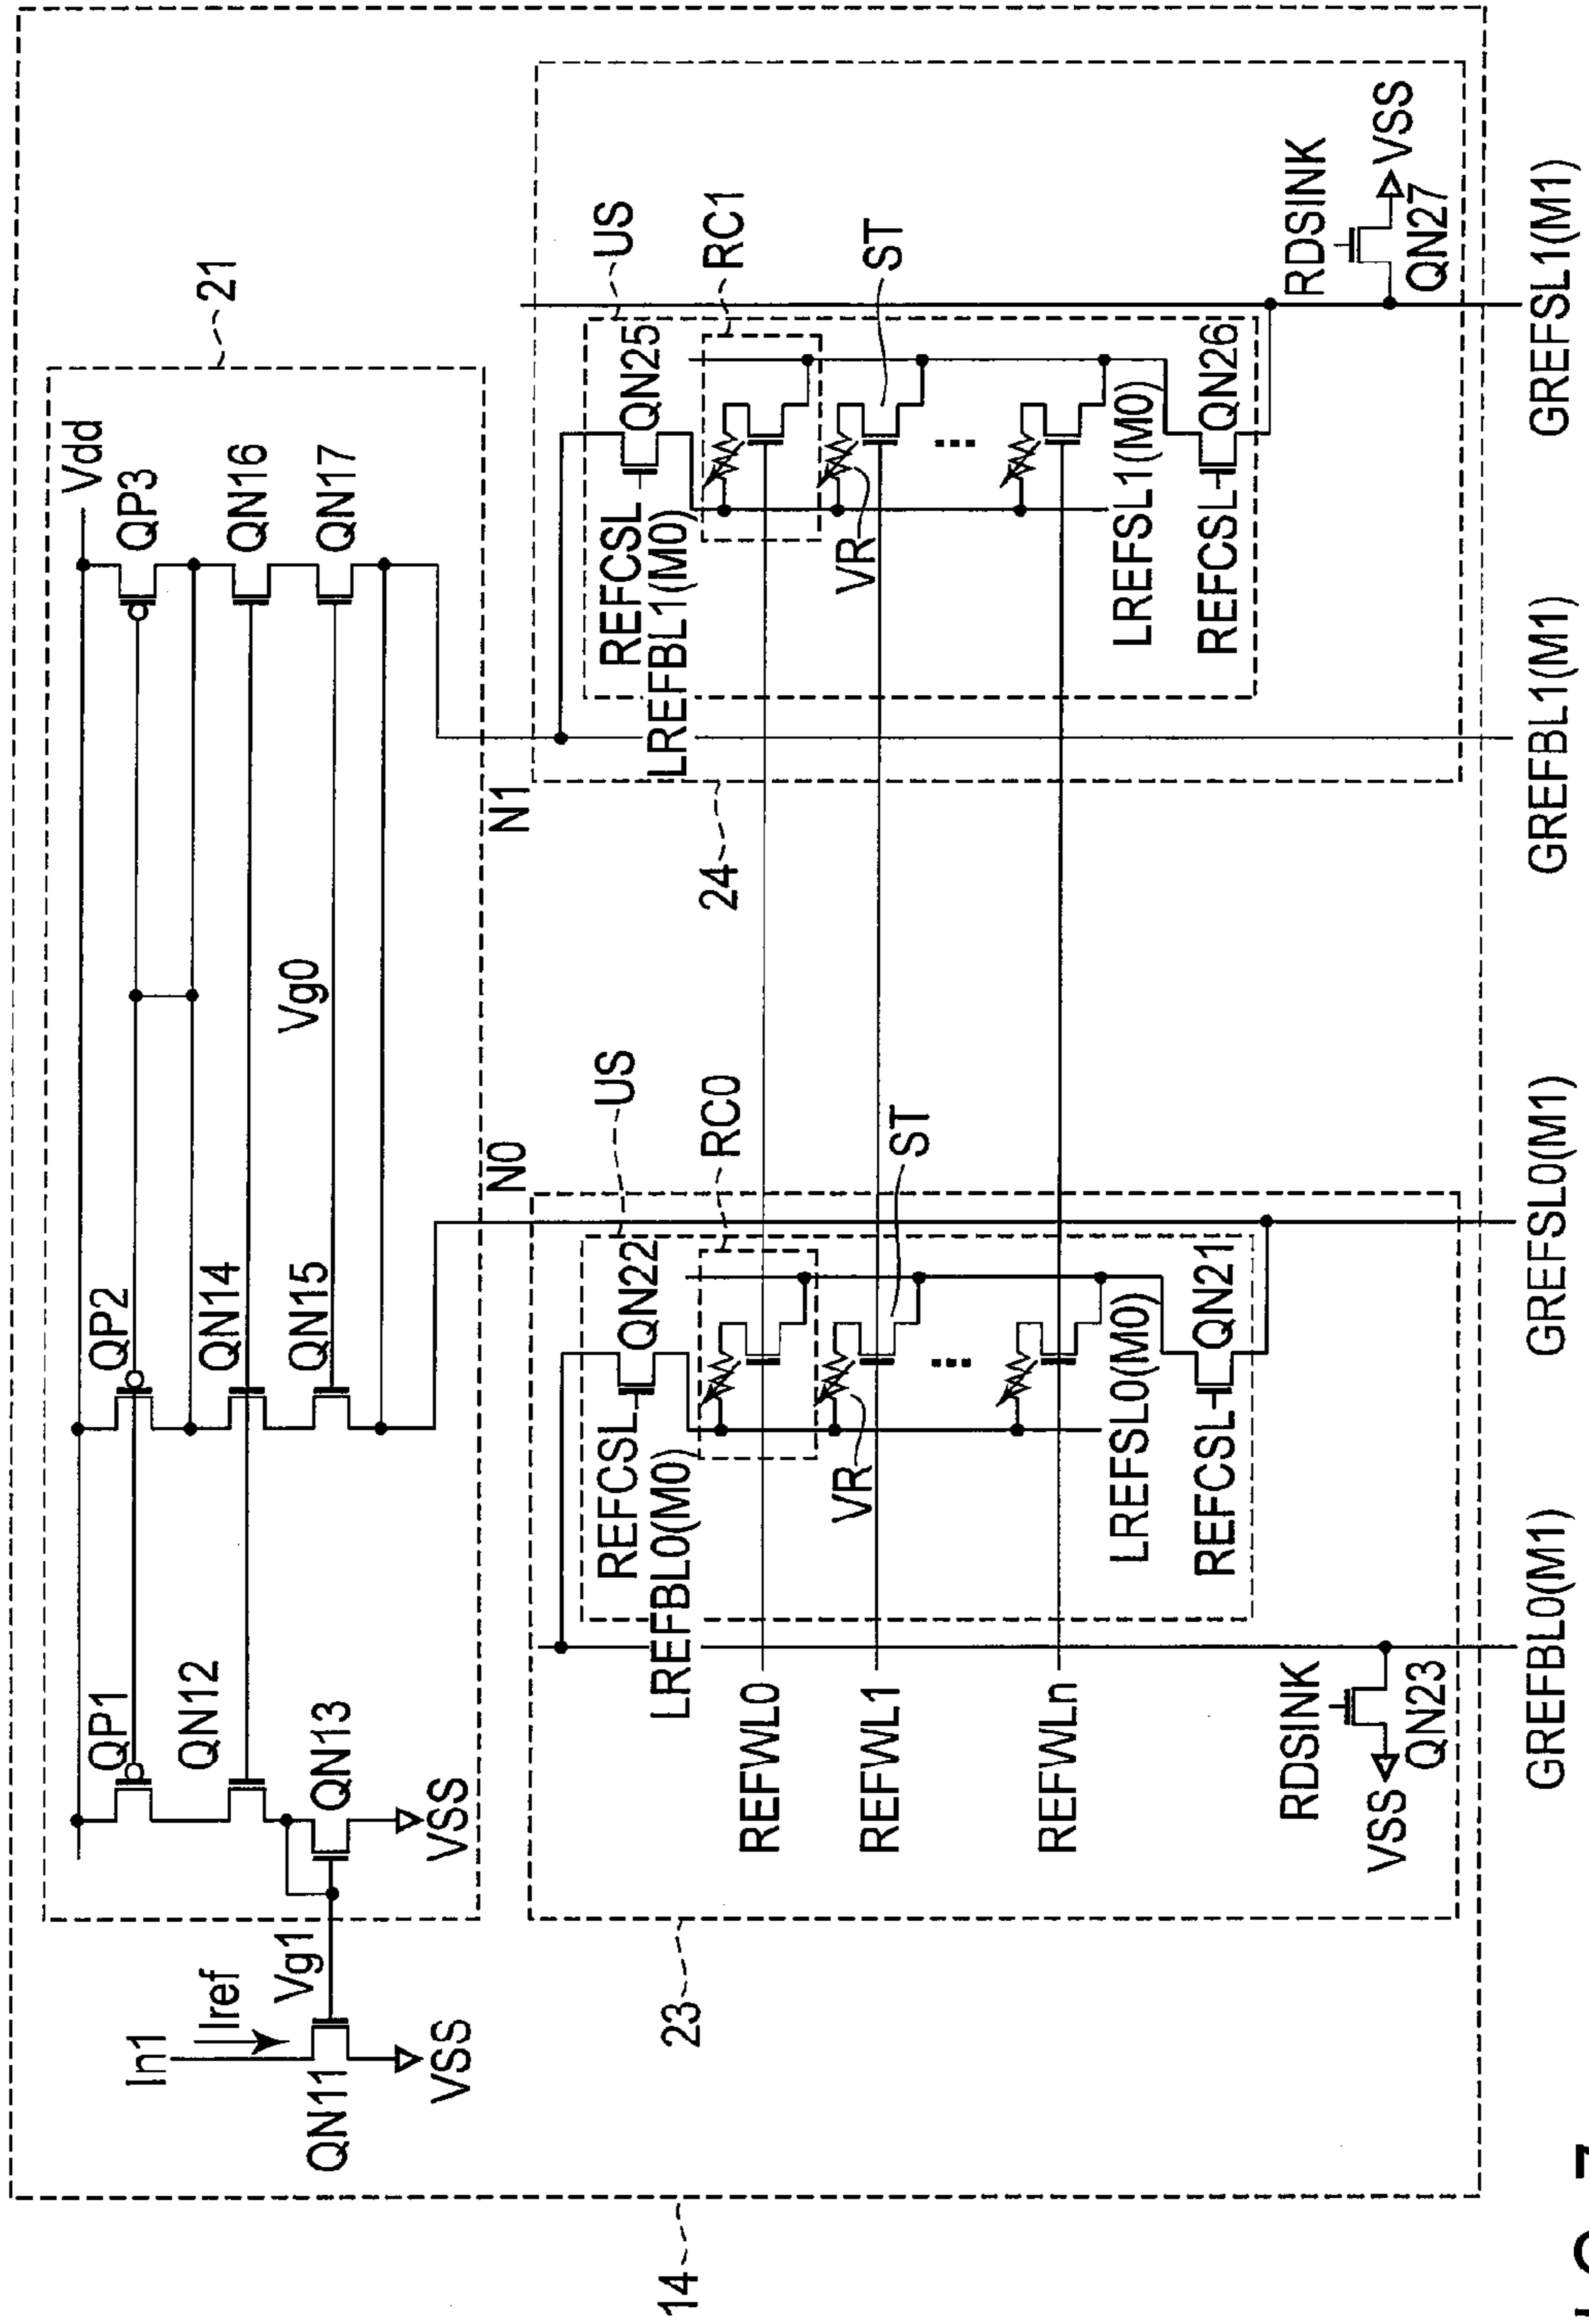 14
In1
Iref
QN11
Vg1
VSS
21
Vdd
QP1
QP2
QP3
QN12
QN14
QN16
QN13
QN15
Vg0
QN17
VSS
N0
N1
23
US
REFCSL
QN22
LREFBL0(M0)
RC0
REFWL0
VR
ST
REFWL1
...
REFWLn
LREFSL0(M0)
REFCSL
QN21
RDSINK
VSS
QN23
24
US
REFCSL
QN25
LREFBL1(M0)
RC1
VR
ST
...
LREFSL1(M0)
REFCSL
QN26
RDSINK
VSS
QN27
GREFBL0(M1)
GREFSL0(M1)
GREFBL1(M1)
GREFSL1(M1)